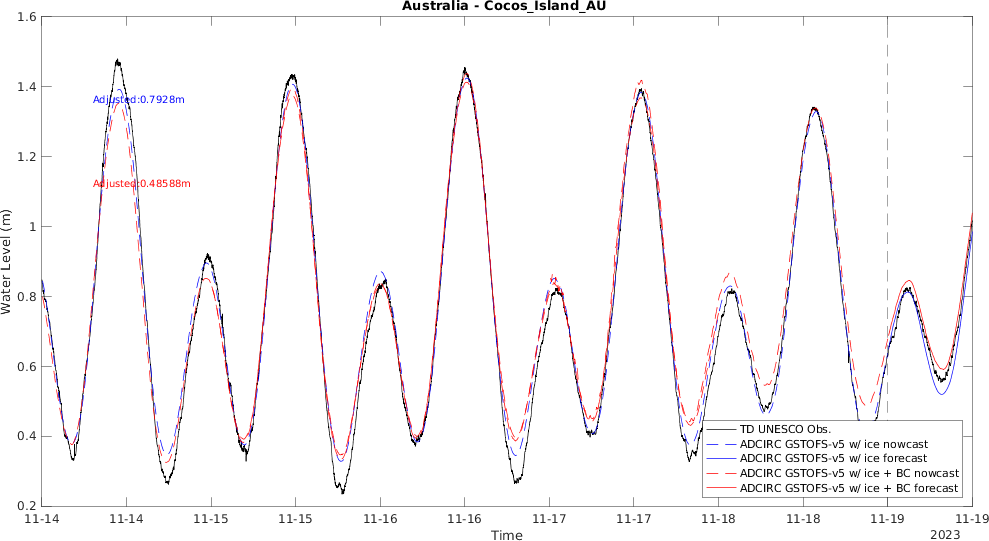 Australia - Cocos_Island_AU
1.6
1.4
1.2
1
0.8
0.6
0.4
0.2
Water Level (m)
Adjusted:0.7928m
Adjusted:0.48588m
TD UNESCO Obs.
ADCIRC GSTOFS-v5 w/ ice nowcast
ADCIRC GSTOFS-v5 w/ ice forecast
ADCIRC GSTOFS-v5 w/ ice + BC nowcast
ADCIRC GSTOFS-v5 w/ ice + BC forecast
11-14 11-14 11-15 11-15 11-16 11-16 11-17 11-17 11-18 11-18 11-19 11-19
Time
2023